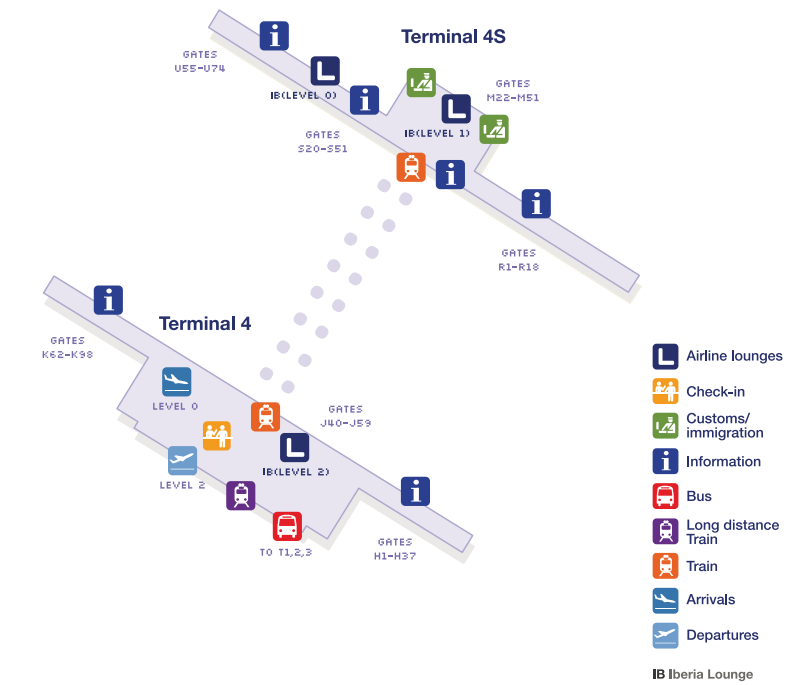 Terminal 4S
GATES
U55-U74
IB(LEVEL 0)
GATES
M22-M51
IB(LEVEL 1)
GATES
S20-S51
GATES
R1-R18
Terminal 4
GATES
K62-K98
LEVEL 0
GATES
J40-J59
IB(LEVEL 2)
LEVEL 2
TO T1,2,3
GATES
H1-H37
Airline lounges
Check-in
Customs/
immigration
Information
Bus
Long distance
Train
Train
Arrivals
Departures
IB Iberia Lounge